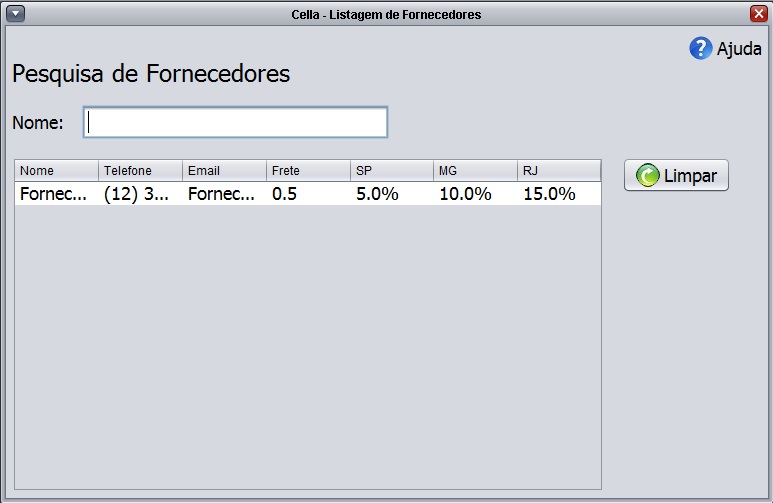 Cella - Listagem de Fornecedores
Ajuda
Pesquisa de Fornecedores
Nome:
Nome Telefone Email Frete SP MG RJ
Fornec... (12) 3... Fornec... 0.5 5.0% 10.0% 15.0%
Limpar